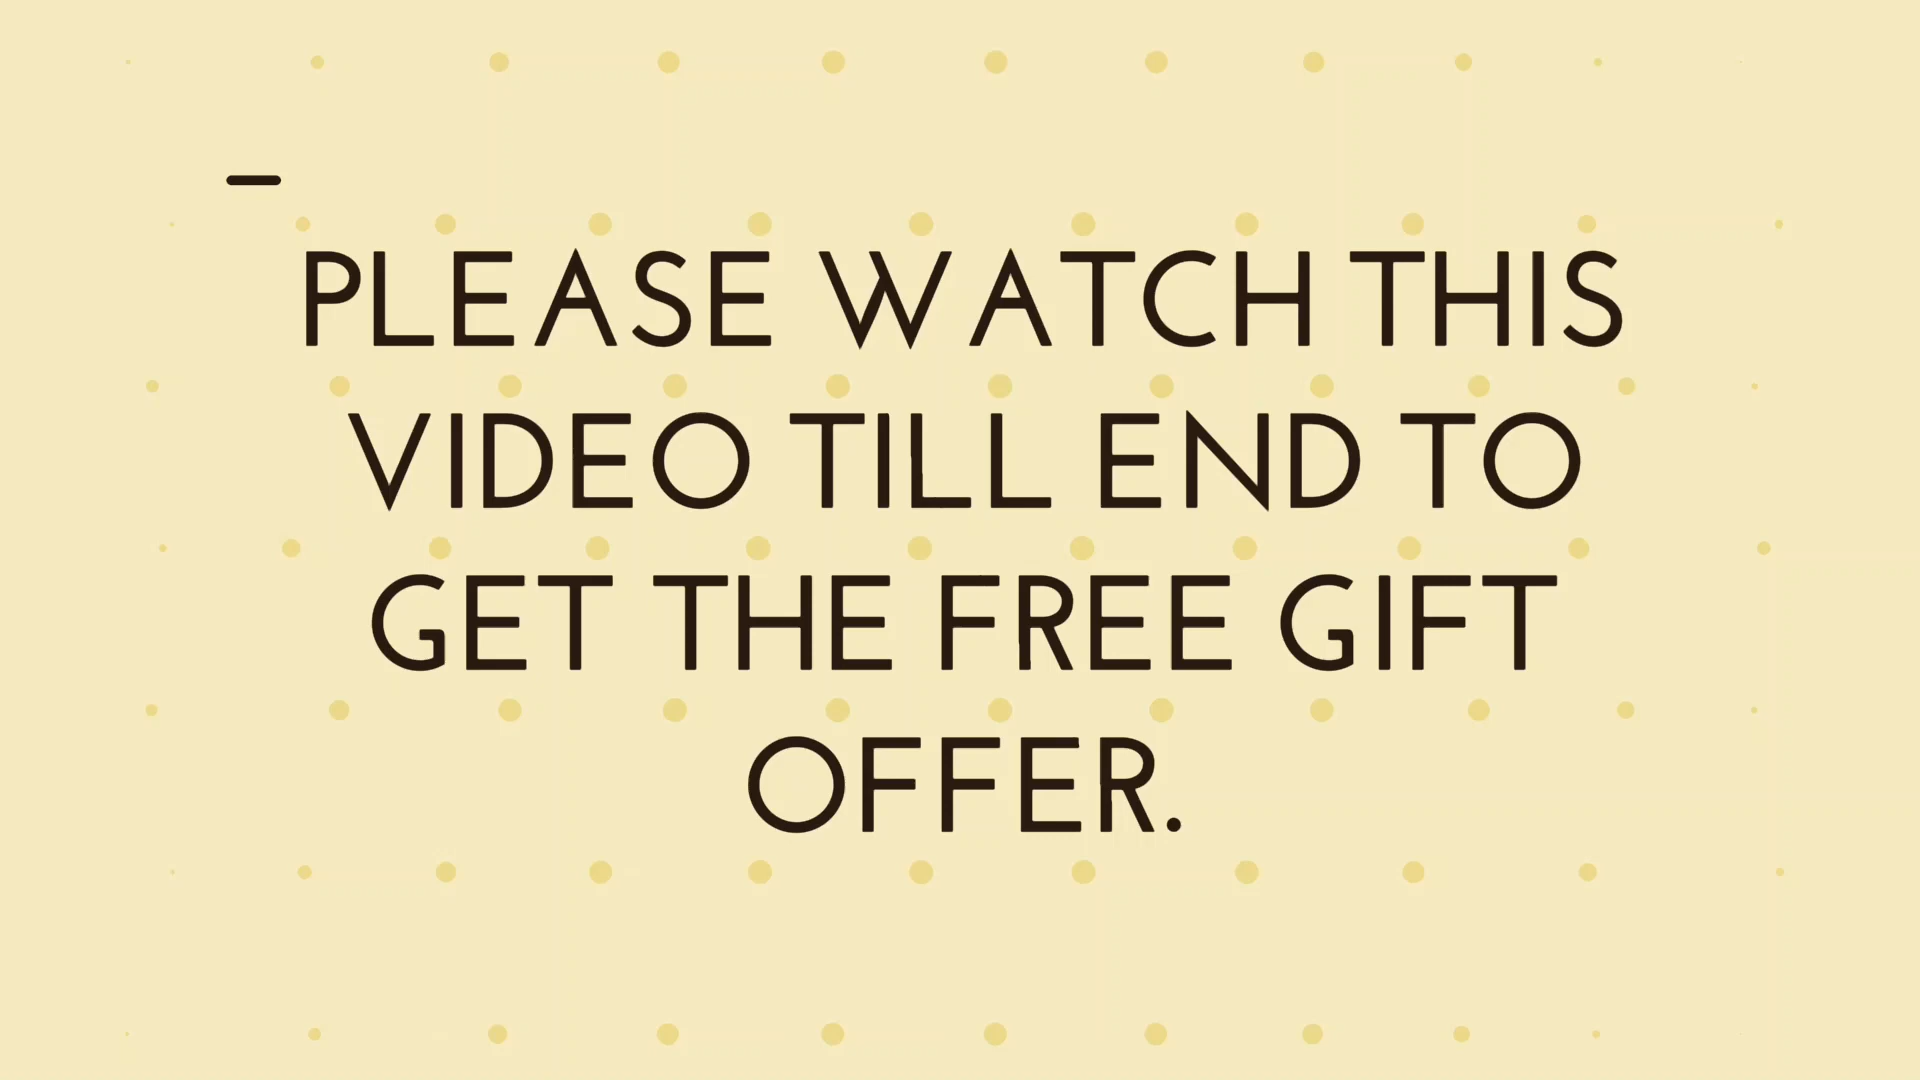 PLEASE WATCH THIS
VIDEO TILL END TO
GET THE FREE GIFT
OFFER.